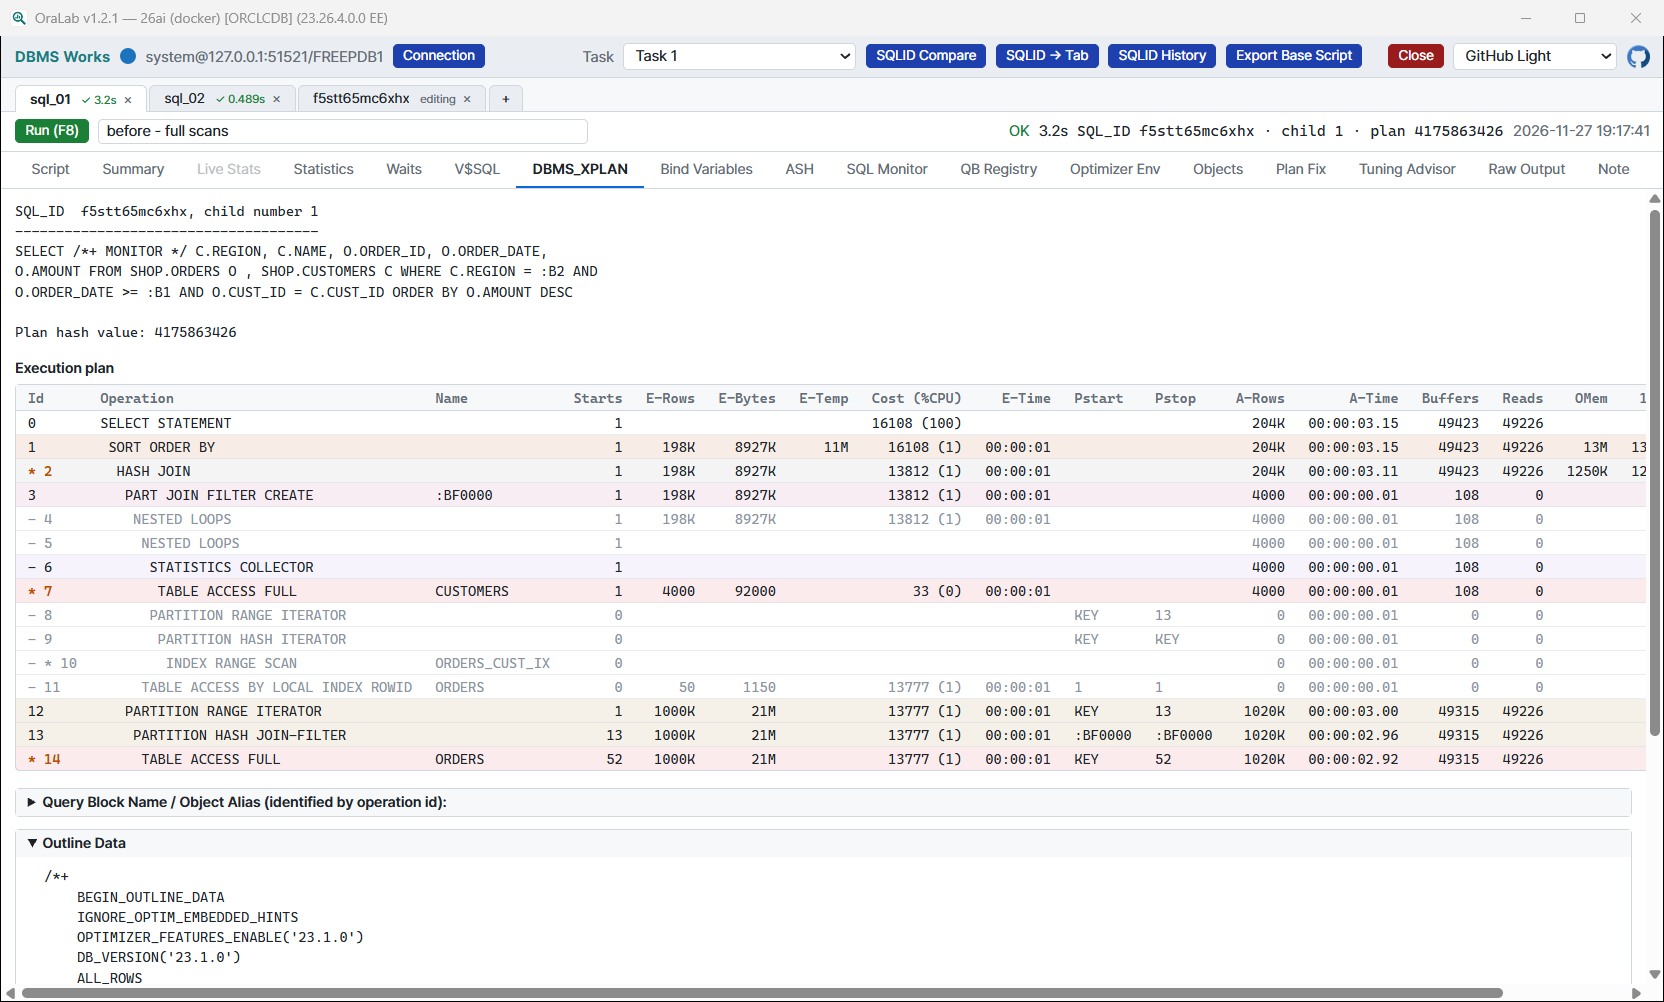 OraLab v1.2.1 — 26ai (docker) [ORCLCDB] (23.26.4.0.0 EE)
DBMS Works system@127.0.0.1:51521/FREEPDB1 Connection Task Task 1 SQLID Compare SQLID → Tab SQLID History Export Base Script Close GitHub Light
sql_01 ✓ 3.2s × sql_02 ✓ 0.489s × f5stt65mc6xhx editing × +
Run (F8) before - full scans OK 3.2s SQL_ID f5stt65mc6xhx · child 1 · plan 4175863426 2026-11-27 19:17:41
Script Summary Live Stats Statistics Waits V$SQL DBMS_XPLAN Bind Variables ASH SQL Monitor QB Registry Optimizer Env Objects Plan Fix Tuning Advisor Raw Output Note
SQL_ID f5stt65mc6xhx, child number 1
-------------------------------------
SELECT /*+ MONITOR */ C.REGION, C.NAME, O.ORDER_ID, O.ORDER_DATE,
O.AMOUNT FROM SHOP.ORDERS O , SHOP.CUSTOMERS C WHERE C.REGION = :B2 AND
O.ORDER_DATE >= :B1 AND O.CUST_ID = C.CUST_ID ORDER BY O.AMOUNT DESC
Plan hash value: 4175863426
Execution plan
Id Operation Name Starts E-Rows E-Bytes E-Temp Cost (%CPU) E-Time Pstart Pstop A-Rows A-Time Buffers Reads OMem 1
0 SELECT STATEMENT 1 16108 (100) 204K 00:00:03.15 49423 49226
1 SORT ORDER BY 1 198K 8927K 11M 16108 (1) 00:00:01 204K 00:00:03.15 49423 49226 13M 13
* 2 HASH JOIN 1 198K 8927K 13812 (1) 00:00:01 204K 00:00:03.11 49423 49226 1250K 12
3 PART JOIN FILTER CREATE :BF0000 1 198K 8927K 13812 (1) 00:00:01 4000 00:00:00.01 108 0
- 4 NESTED LOOPS 1 198K 8927K 13812 (1) 00:00:01 4000 00:00:00.01 108 0
- 5 NESTED LOOPS 1 4000 00:00:00.01 108 0
- 6 STATISTICS COLLECTOR 1 4000 00:00:00.01 108 0
* 7 TABLE ACCESS FULL CUSTOMERS 1 4000 92000 33 (0) 00:00:01 4000 00:00:00.01 108 0
- 8 PARTITION RANGE ITERATOR 0 KEY 13 0 00:00:00.01 0 0
- 9 PARTITION HASH ITERATOR 0 KEY KEY 0 00:00:00.01 0 0
- * 10 INDEX RANGE SCAN ORDERS_CUST_IX 0 0 00:00:00.01 0 0
- 11 TABLE ACCESS BY LOCAL INDEX ROWID ORDERS 0 50 1150 13777 (1) 00:00:01 1 1 0 00:00:00.01 0 0
12 PARTITION RANGE ITERATOR 1 1000K 21M 13777 (1) 00:00:01 KEY 13 1020K 00:00:03.00 49315 49226
13 PARTITION HASH JOIN-FILTER 13 1000K 21M 13777 (1) 00:00:01 :BF0000 :BF0000 1020K 00:00:02.96 49315 49226
* 14 TABLE ACCESS FULL ORDERS 52 1000K 21M 13777 (1) 00:00:01 KEY 52 1020K 00:00:02.92 49315 49226
▶ Query Block Name / Object Alias (identified by operation id):
▼ Outline Data
/*+
BEGIN_OUTLINE_DATA
IGNORE_OPTIM_EMBEDDED_HINTS
OPTIMIZER_FEATURES_ENABLE('23.1.0')
DB_VERSION('23.1.0')
ALL_ROWS